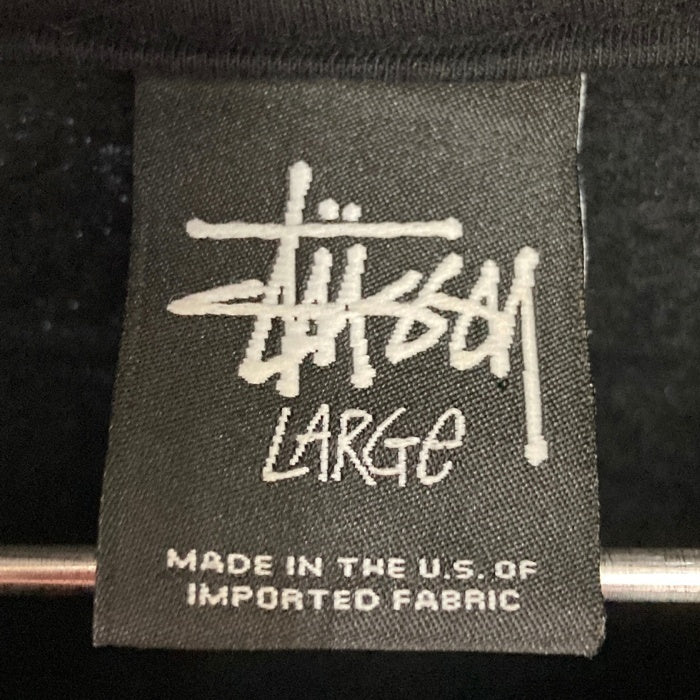 Stüssy
LARGe
MADE IN THE U.S. OF
IMPORTED FABRIC